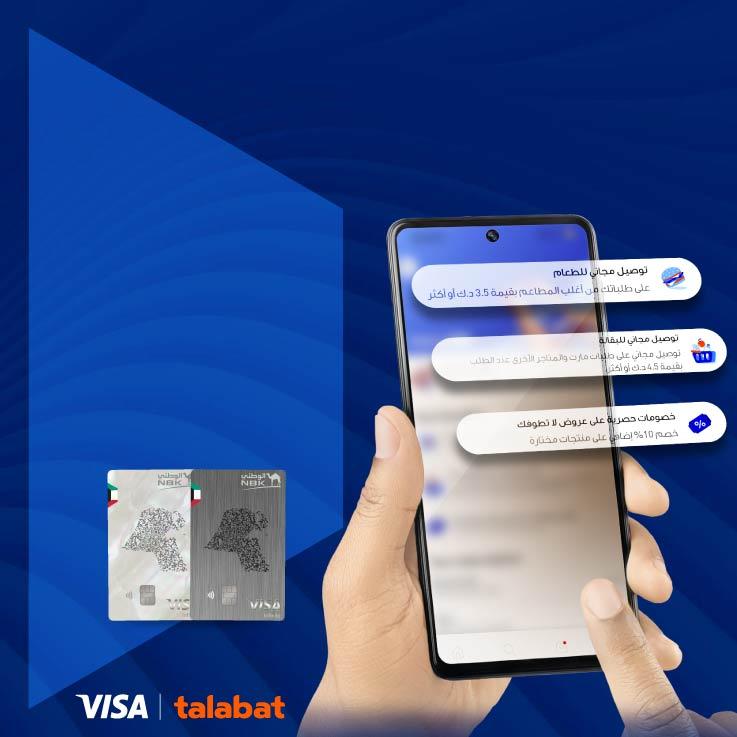 توصيل مجاني للطعام
على طلباتك من أغلب المطاعم بقيمة 3.5 د.ك أو أكثر
توصيل مجاني للبقالة
توصيل مجاني على طلبات مارت والمتاجر الأخرى عند الطلب
بقيمة 4.5 د.ك أو أكثر
خصومات حصرية على عروض لا تطوفك
%
خصم 10% إضافي على منتجات مختارة
الوطني
NBK
الوطني
NBK
VIS
VISA
VISA | talabat